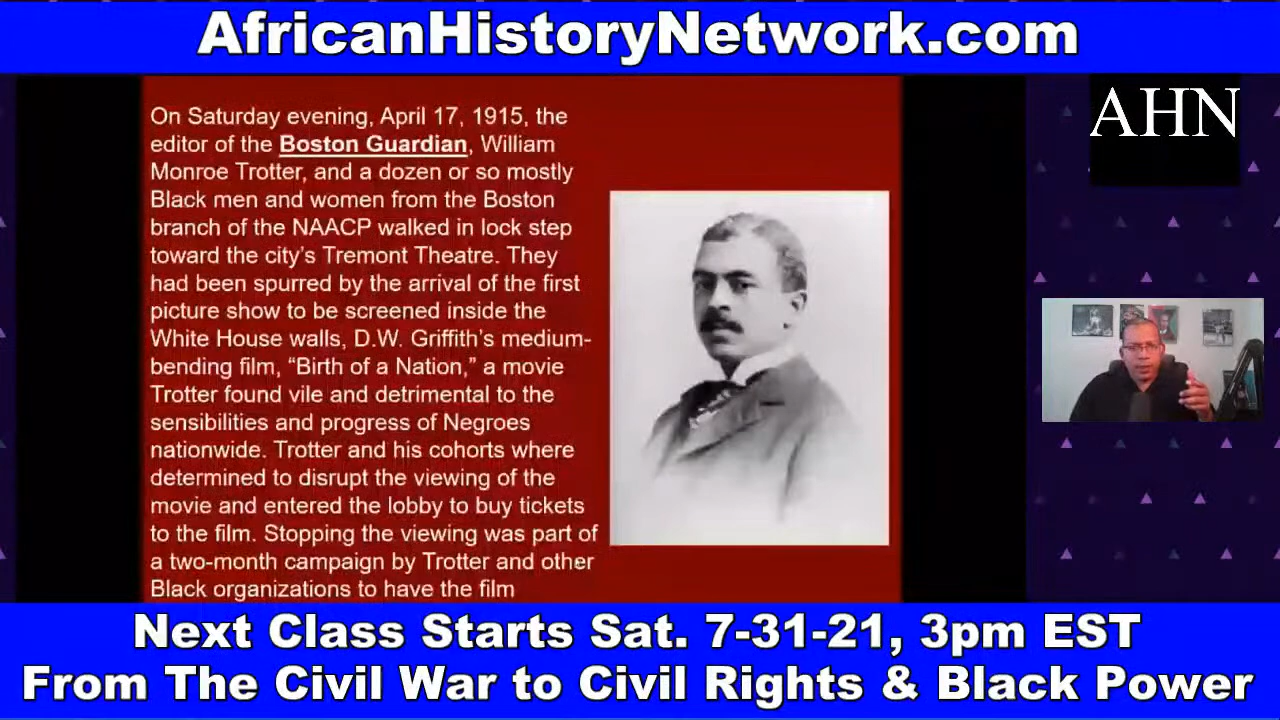 AfricanHistoryNetwork.com
AHN
On Saturday evening, April 17, 1915, the
editor of the Boston Guardian, William
Monroe Trotter, and a dozen or so mostly
Black men and women from the Boston
branch of the NAACP walked in lock step
toward the city's Tremont Theatre. They
had been spurred by the arrival of the first
picture show to be screened inside the
White House walls, D.W. Griffith's medium-
bending film, “Birth of a Nation,” a movie
Trotter found vile and detrimental to the
sensibilities and progress of Negroes
nationwide. Trotter and his cohorts where
determined to disrupt the viewing of the
movie and entered the lobby to buy tickets
to the film. Stopping the viewing was part of
a two-month campaign by Trotter and other
Black organizations to have the film
Next Class Starts Sat. 7-31-21, 3pm EST
From The Civil War to Civil Rights & Black Power